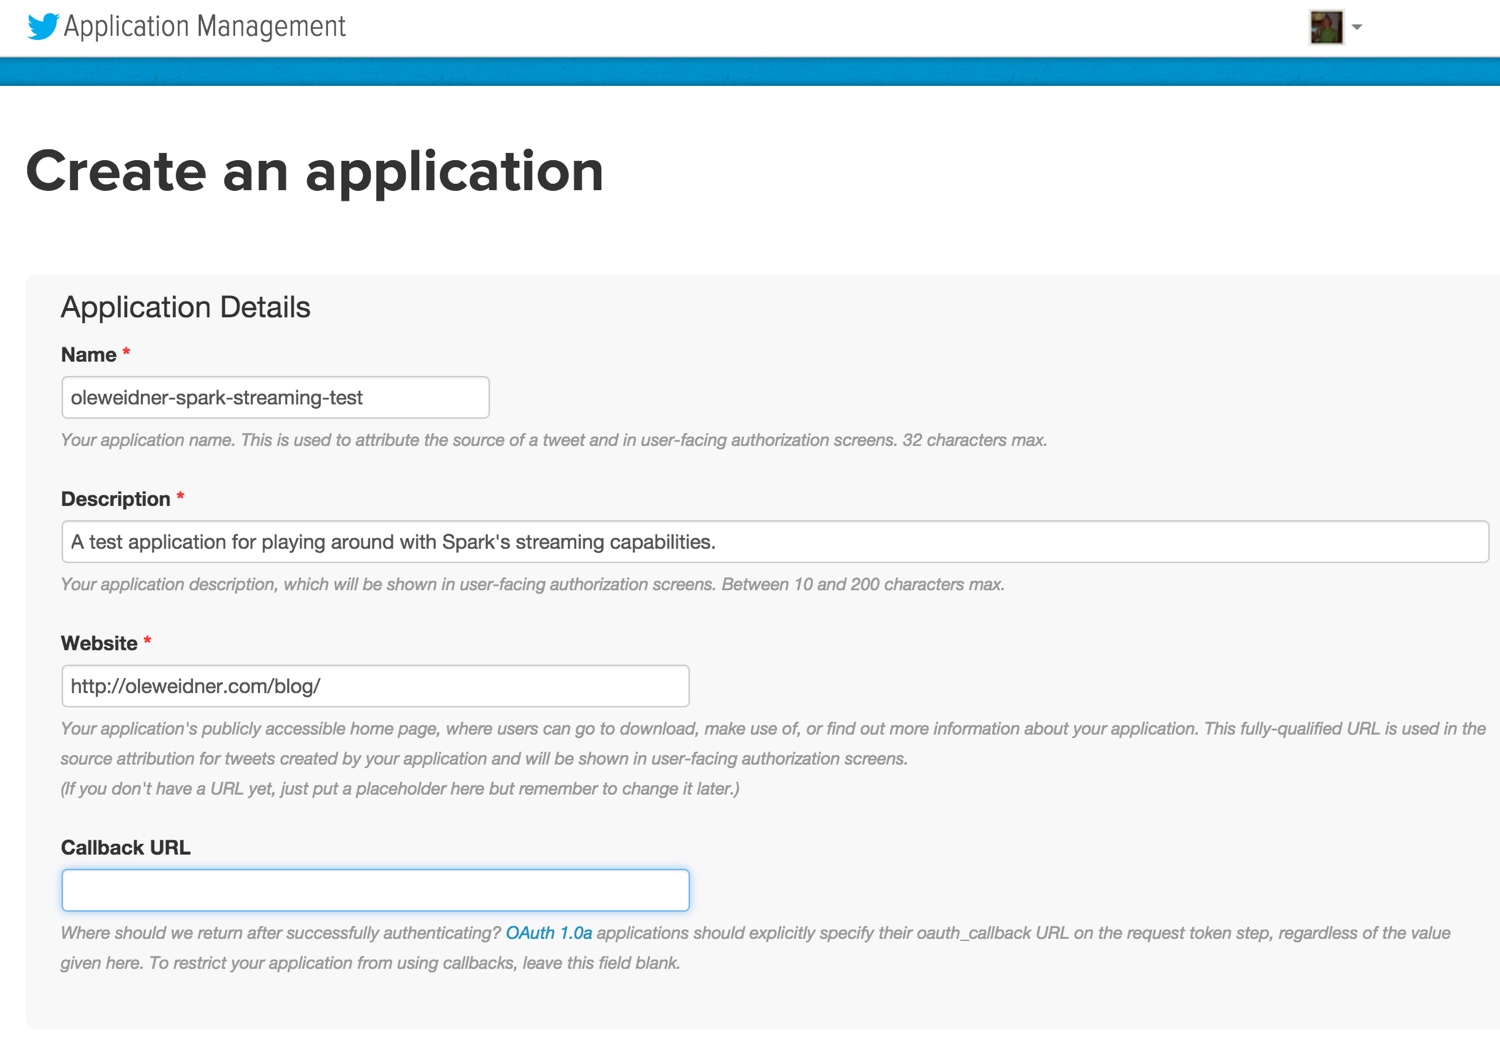 Application Management
Create an application
Application Details
Name *
oleweidner-spark-streaming-test
Your application name. This is used to attribute the source of a tweet and in user-facing authorization screens. 32 characters max.
Description *
A test application for playing around with Spark's streaming capabilities.
Your application description, which will be shown in user-facing authorization screens. Between 10 and 200 characters max.
Website *
http://oleweidner.com/blog/
Your application's publicly accessible home page, where users can go to download, make use of, or find out more information about your application. This fully-qualified URL is used in the
source attribution for tweets created by your application and will be shown in user-facing authorization screens.
(If you don't have a URL yet, just put a placeholder here but remember to change it later.)
Callback URL
Where should we return after successfully authenticating? OAuth 1.0a applications should explicitly specify their oauth_callback URL on the request token step, regardless of the value
given here. To restrict your application from using callbacks, leave this field blank.